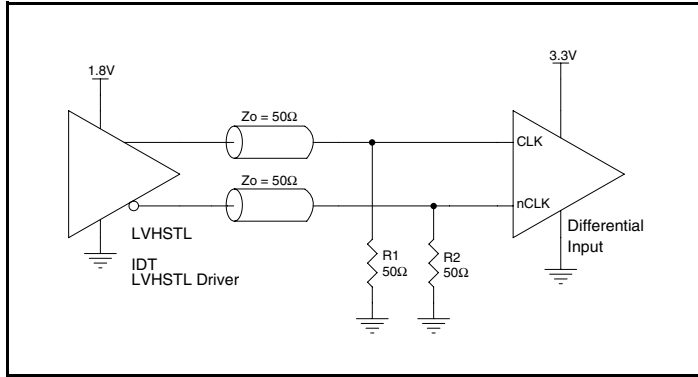 1.8V
3.3V
Zo = 50Ω
CLK
Zo = 50Ω
nCLK
LVHSTL
IDT
LVHSTL Driver
R1
50Ω
R2
50Ω
Differential
Input